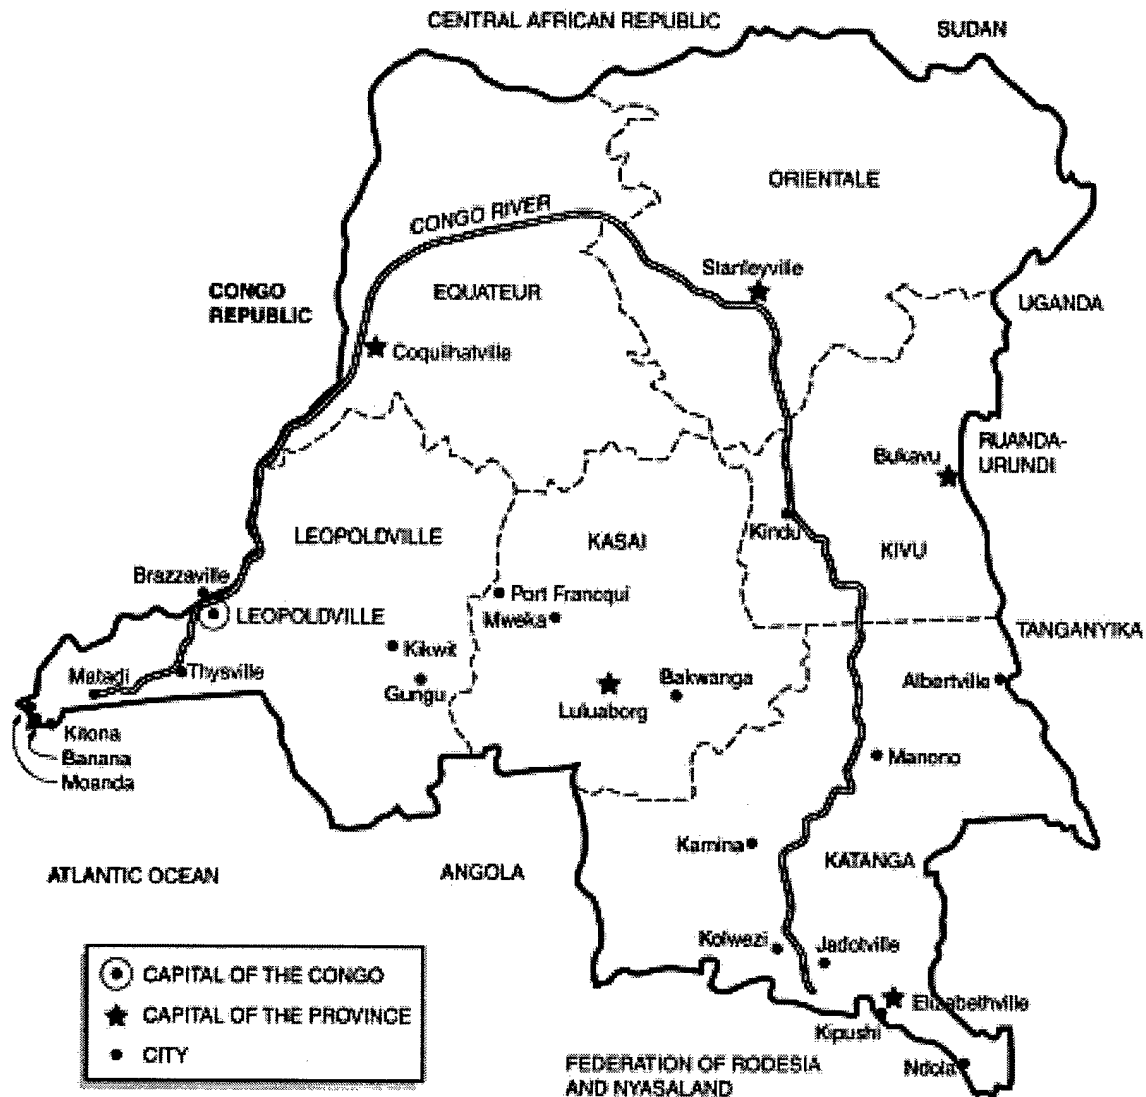 CENTRAL AFRICAN REPUBLIC
SUDAN
ORIENTALE
CONGO RIVER
Stanleyville
CONGO
REPUBLIC
EQUATEUR
UGANDA
Coquilhatville
RUANDA-
URUNDI
Bukavu
LEOPOLDVILLE
KASAI
Kindu
KIVU
Brazzaville
LEOPOLDVILLE
Port Francqui
Mweka
TANGANYIKA
Kikwit
Matadi
Thysville
Gungu
Luluaborg
Bakwanga
Albertville
Kitona
Banana
Moanda
Manono
Kamina
KATANGA
ATLANTIC OCEAN
ANGOLA
Kolwezi
Jadotville
CAPITAL OF THE CONGO
CAPITAL OF THE PROVINCE
CITY
Elizabethville
Kipushi
Ndola
FEDERATION OF RODESIA
AND NYASALAND